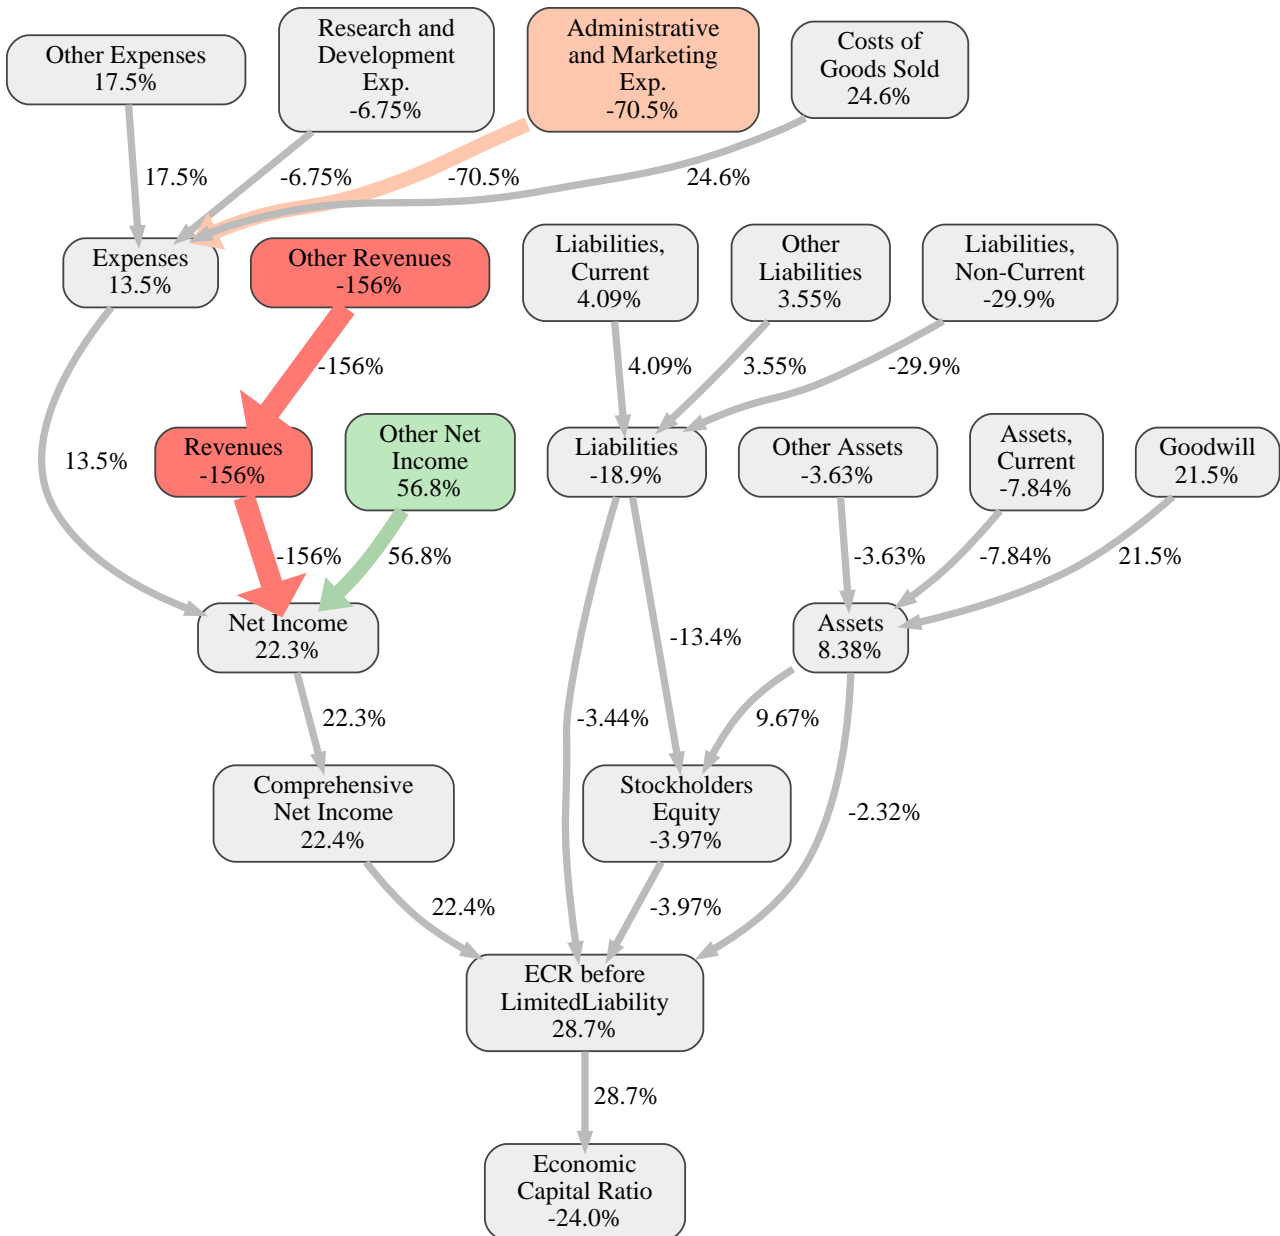 Other Expenses
17.5%
Research and
Development
Exp.
-6.75%
Administrative
and Marketing
Exp.
-70.5%
Costs of
Goods Sold
24.6%
17.5%
-6.75%
-70.5%
24.6%
Expenses
13.5%
Other Revenues
-156%
Liabilities,
Current
4.09%
Other
Liabilities
3.55%
Liabilities,
Non-Current
-29.9%
-156%
4.09%
3.55%
-29.9%
13.5%
Revenues
-156%
Other Net
Income
56.8%
Liabilities
-18.9%
Other Assets
-3.63%
Assets,
Current
-7.84%
Goodwill
21.5%
-156%
56.8%
-3.63%
-7.84%
21.5%
Net Income
22.3%
-13.4%
Assets
8.38%
22.3%
-3.44%
9.67%
Comprehensive
Net Income
22.4%
Stockholders
Equity
-3.97%
-2.32%
22.4%
-3.97%
ECR before
LimitedLiability
28.7%
28.7%
Economic
Capital Ratio
-24.0%